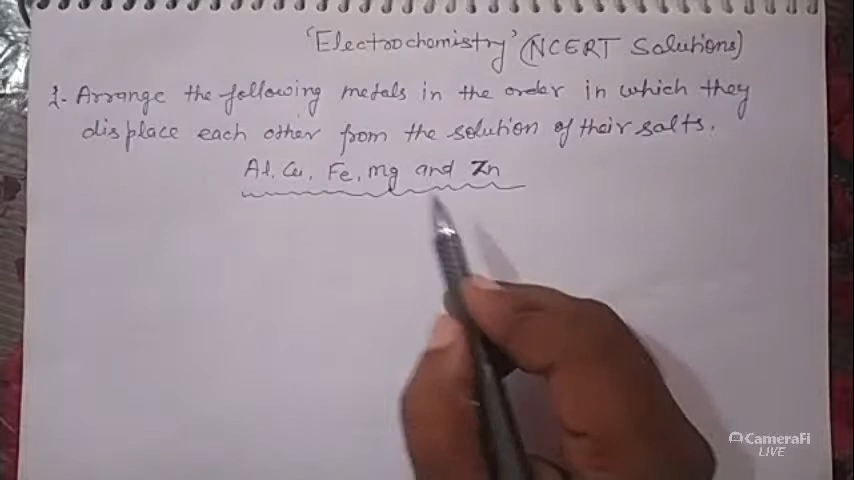 'Electrochemistry' (NCERT Solutions)
1. Arrange the following metals in the order in which they
displace each other from the solution of their salts.
Al, Cu, Fe, Mg and Zn
CameraFi
LIVE